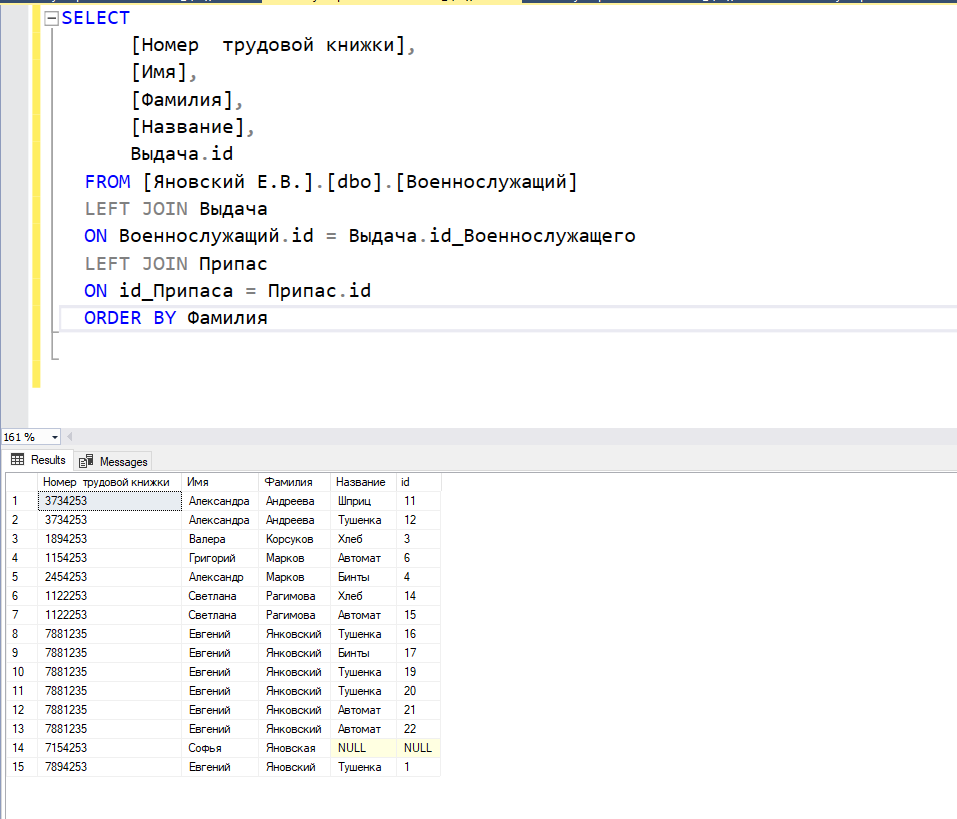 SELECT
[Номер  трудовой книжки],
[Имя],
[Фамилия],
[Название],
Выдача.id
FROM [Яновский Е.В.].[dbo].[Военнослужащий]
LEFT JOIN Выдача
ON Военнослужащий.id = Выдача.id_Военнослужащего
LEFT JOIN Припас
ON id_Припаса = Припас.id
ORDER BY Фамилия
161 %
Results Messages
Номер  трудовой книжки Имя Фамилия Название id
1 3734253 Александра Андреева Шприц 11
2 3734253 Александра Андреева Тушенка 12
3 1894253 Валера Корсуков Хлеб 3
4 1154253 Григорий Марков Автомат 6
5 2454253 Александр Марков Бинты 4
6 1122253 Светлана Рагимова Хлеб 14
7 1122253 Светлана Рагимова Автомат 15
8 7881235 Евгений Янковский Тушенка 16
9 7881235 Евгений Янковский Бинты 17
10 7881235 Евгений Янковский Тушенка 19
11 7881235 Евгений Янковский Тушенка 20
12 7881235 Евгений Янковский Автомат 21
13 7881235 Евгений Янковский Автомат 22
14 7154253 Софья Яновская NULL NULL
15 7894253 Евгений Яновский Тушенка 1